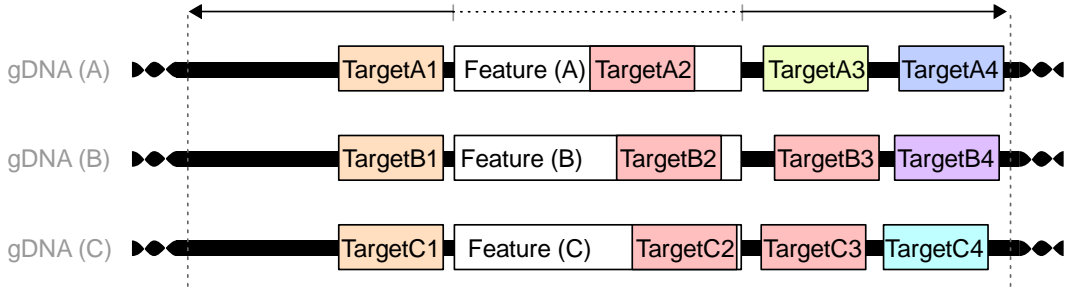 gDNA (A) TargetA1 Feature (A) TargetA2 TargetA3 TargetA4
gDNA (B) TargetB1 Feature (B) TargetB2 TargetB3 TargetB4
gDNA (C) TargetC1 Feature (C) TargetC2 TargetC3 TargetC4